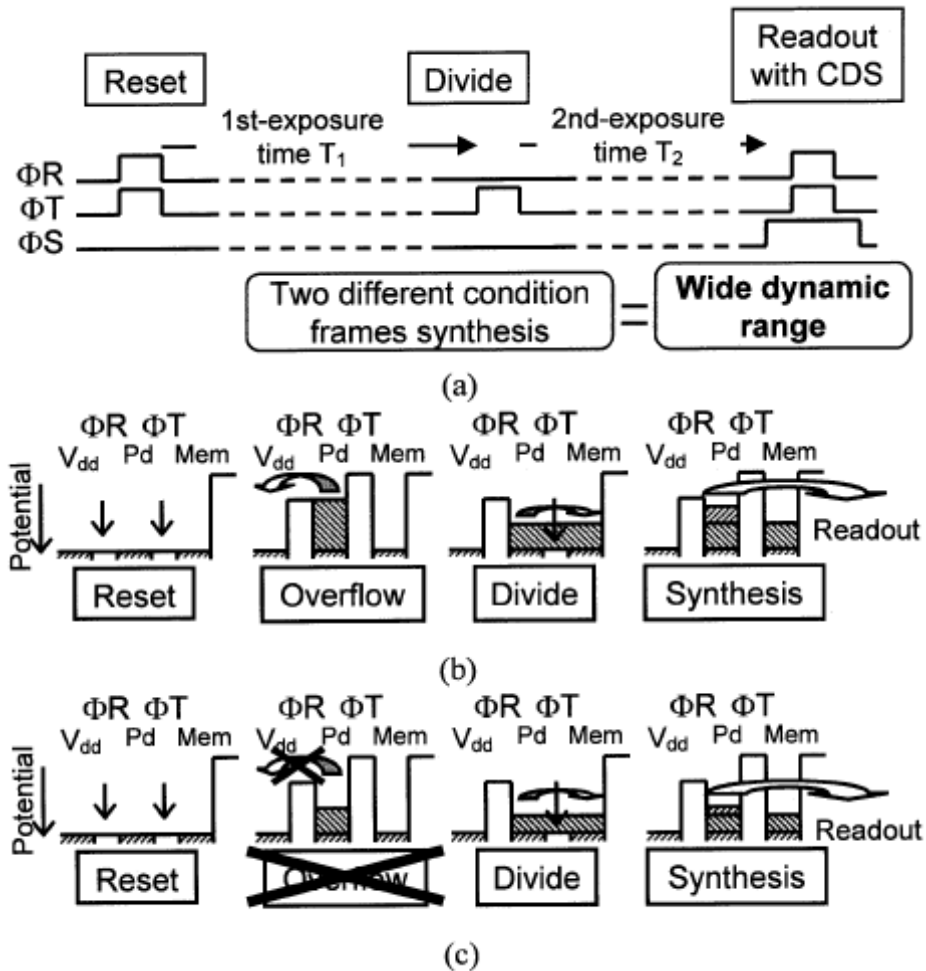 Reset
Divide
Readout
with CDS
1st-exposure
time T₁
2nd-exposure
time T₂
ΦR
ΦT
ΦS
Two different condition
frames synthesis
=
Wide dynamic
range
(a)
ΦR ΦT
Vdd Pd Mem
ΦR ΦT
Vdd Pd Mem
ΦR ΦT
Vdd Pd Mem
ΦR ΦT
Vdd Pd Mem
Potential
Readout
Reset
Overflow
Divide
Synthesis
(b)
ΦR ΦT
Vdd Pd Mem
ΦR ΦT
Vdd Pd Mem
ΦR ΦT
Vdd Pd Mem
ΦR ΦT
Vdd Pd Mem
Potential
Readout
Reset
Overflow
Divide
Synthesis
(c)